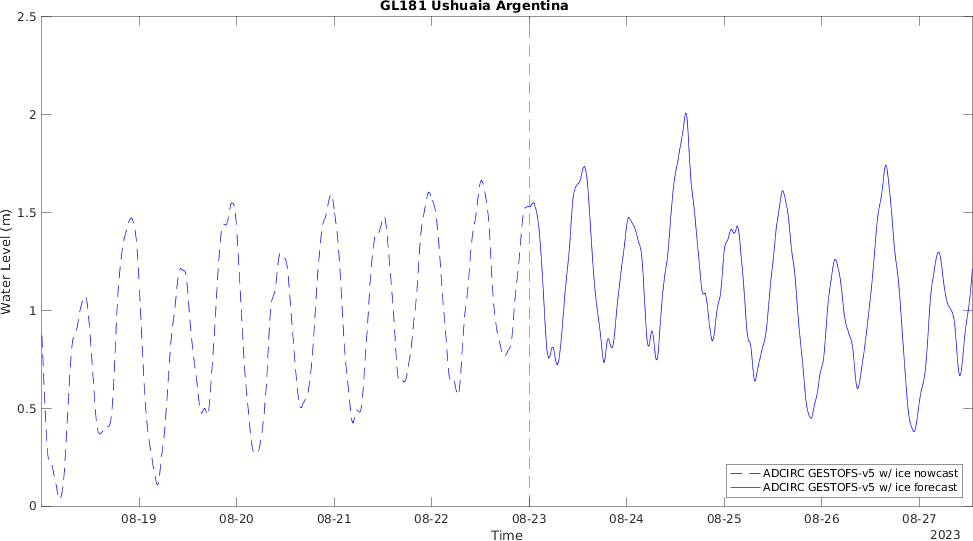 GL181 Ushuaia Argentina
2.5
2
1.5
1
0.5
0
Water Level (m)
08-19 08-20 08-21 08-22 08-23 08-24 08-25 08-26 08-27
Time
2023
ADCIRC GESTOFS-v5 w/ ice nowcast
ADCIRC GESTOFS-v5 w/ ice forecast